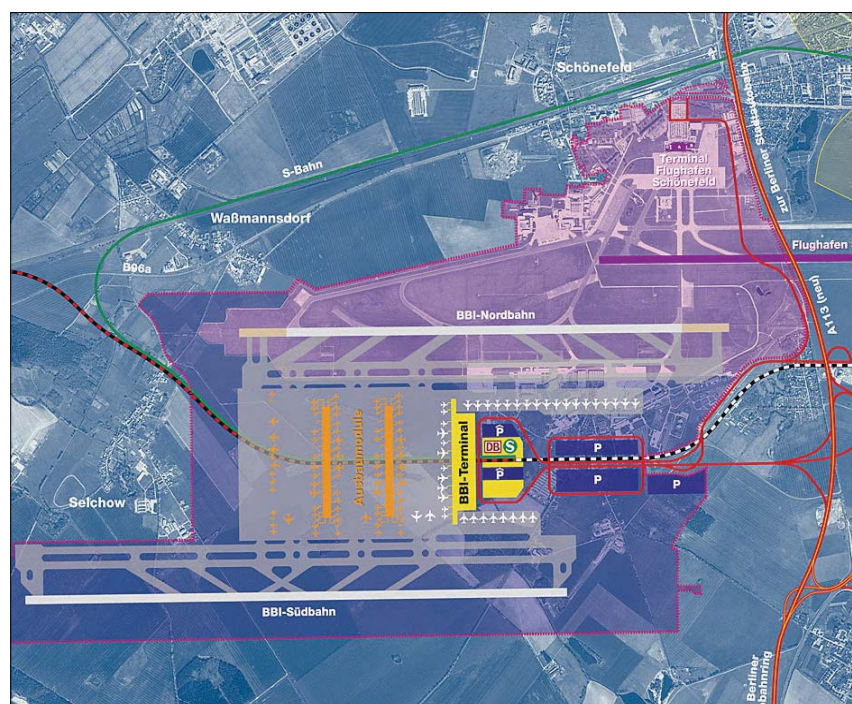 Schönefeld
zur Berliner Stadtautobahn
S-Bahn
Terminal
Flughafen
Schönefeld
Waßmannsdorf
Flughafen
B96a
A113 (neu)
BBI-Nordbahn
Ausbaumodule
BBI-Terminal
P
DB
S
P
P
P
P
Selchow
BBI-Südbahn
Berliner